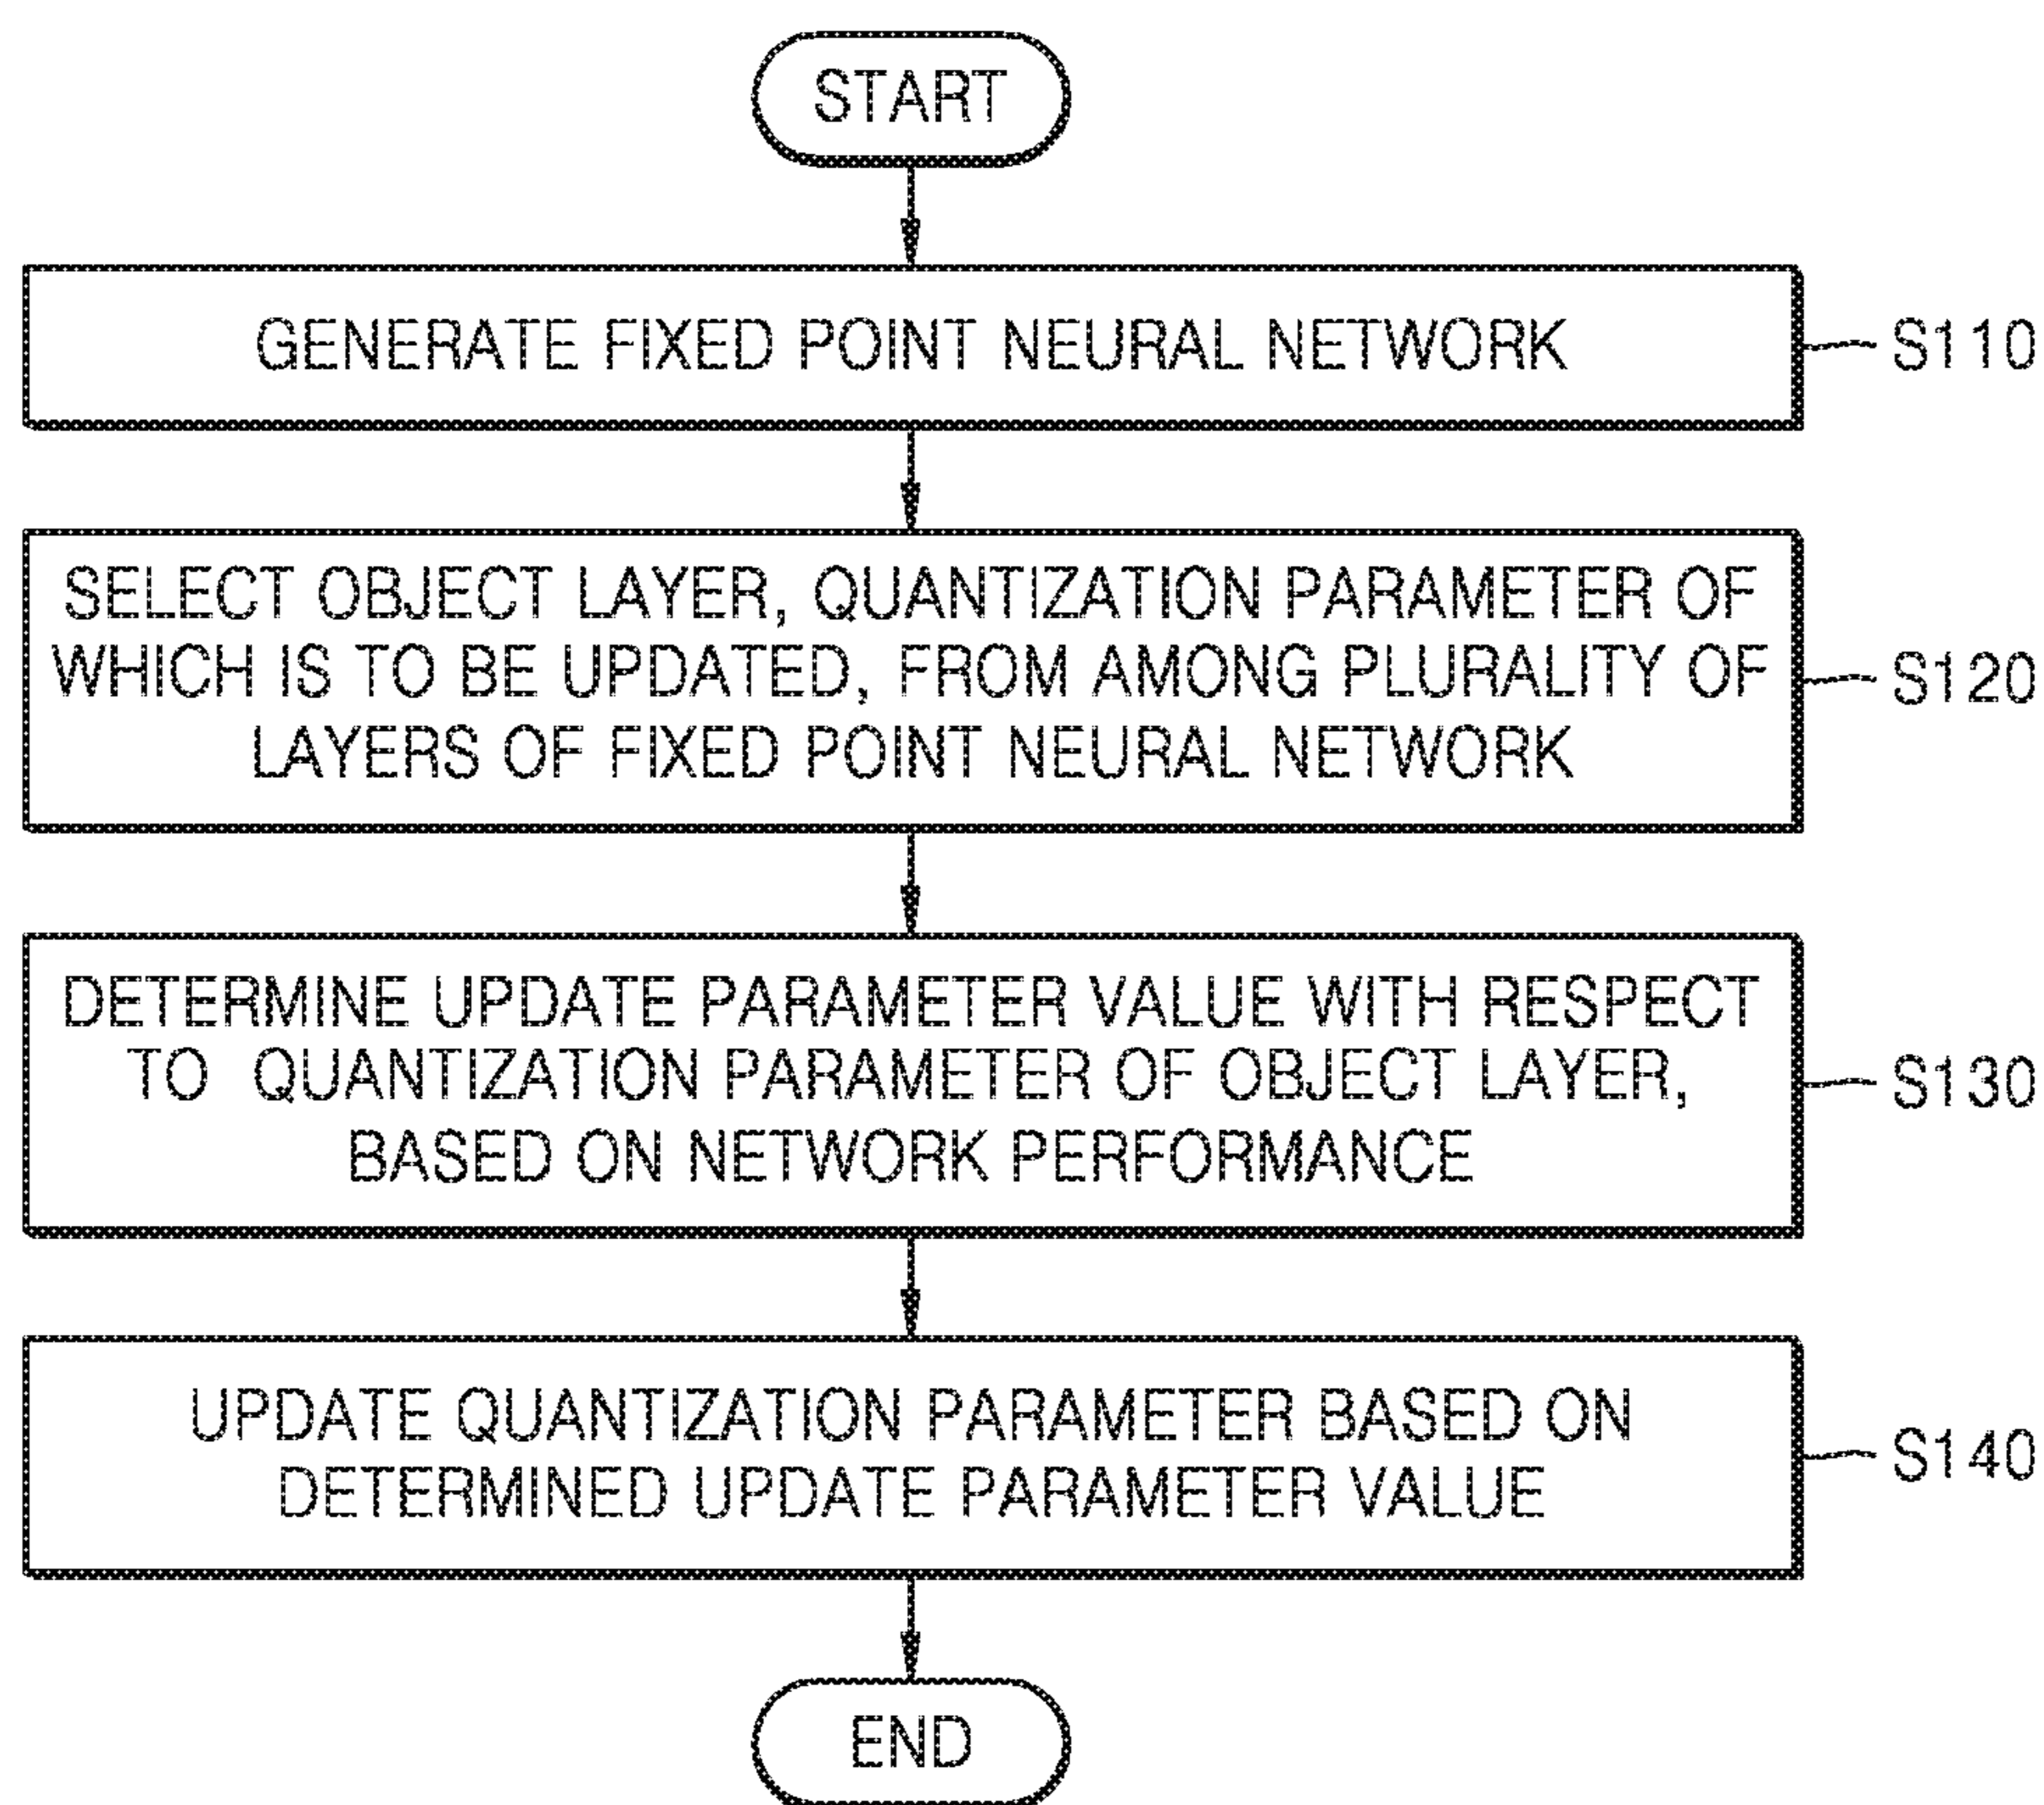 START
GENERATE FIXED POINT NEURAL NETWORK
S110
SELECT OBJECT LAYER, QUANTIZATION PARAMETER OF
WHICH IS TO BE UPDATED, FROM AMONG PLURALITY OF
LAYERS OF FIXED POINT NEURAL NETWORK
S120
DETERMINE UPDATE PARAMETER VALUE WITH RESPECT
TO QUANTIZATION PARAMETER OF OBJECT LAYER,
BASED ON NETWORK PERFORMANCE
S130
UPDATE QUANTIZATION PARAMETER BASED ON
DETERMINED UPDATE PARAMETER VALUE
S140
END